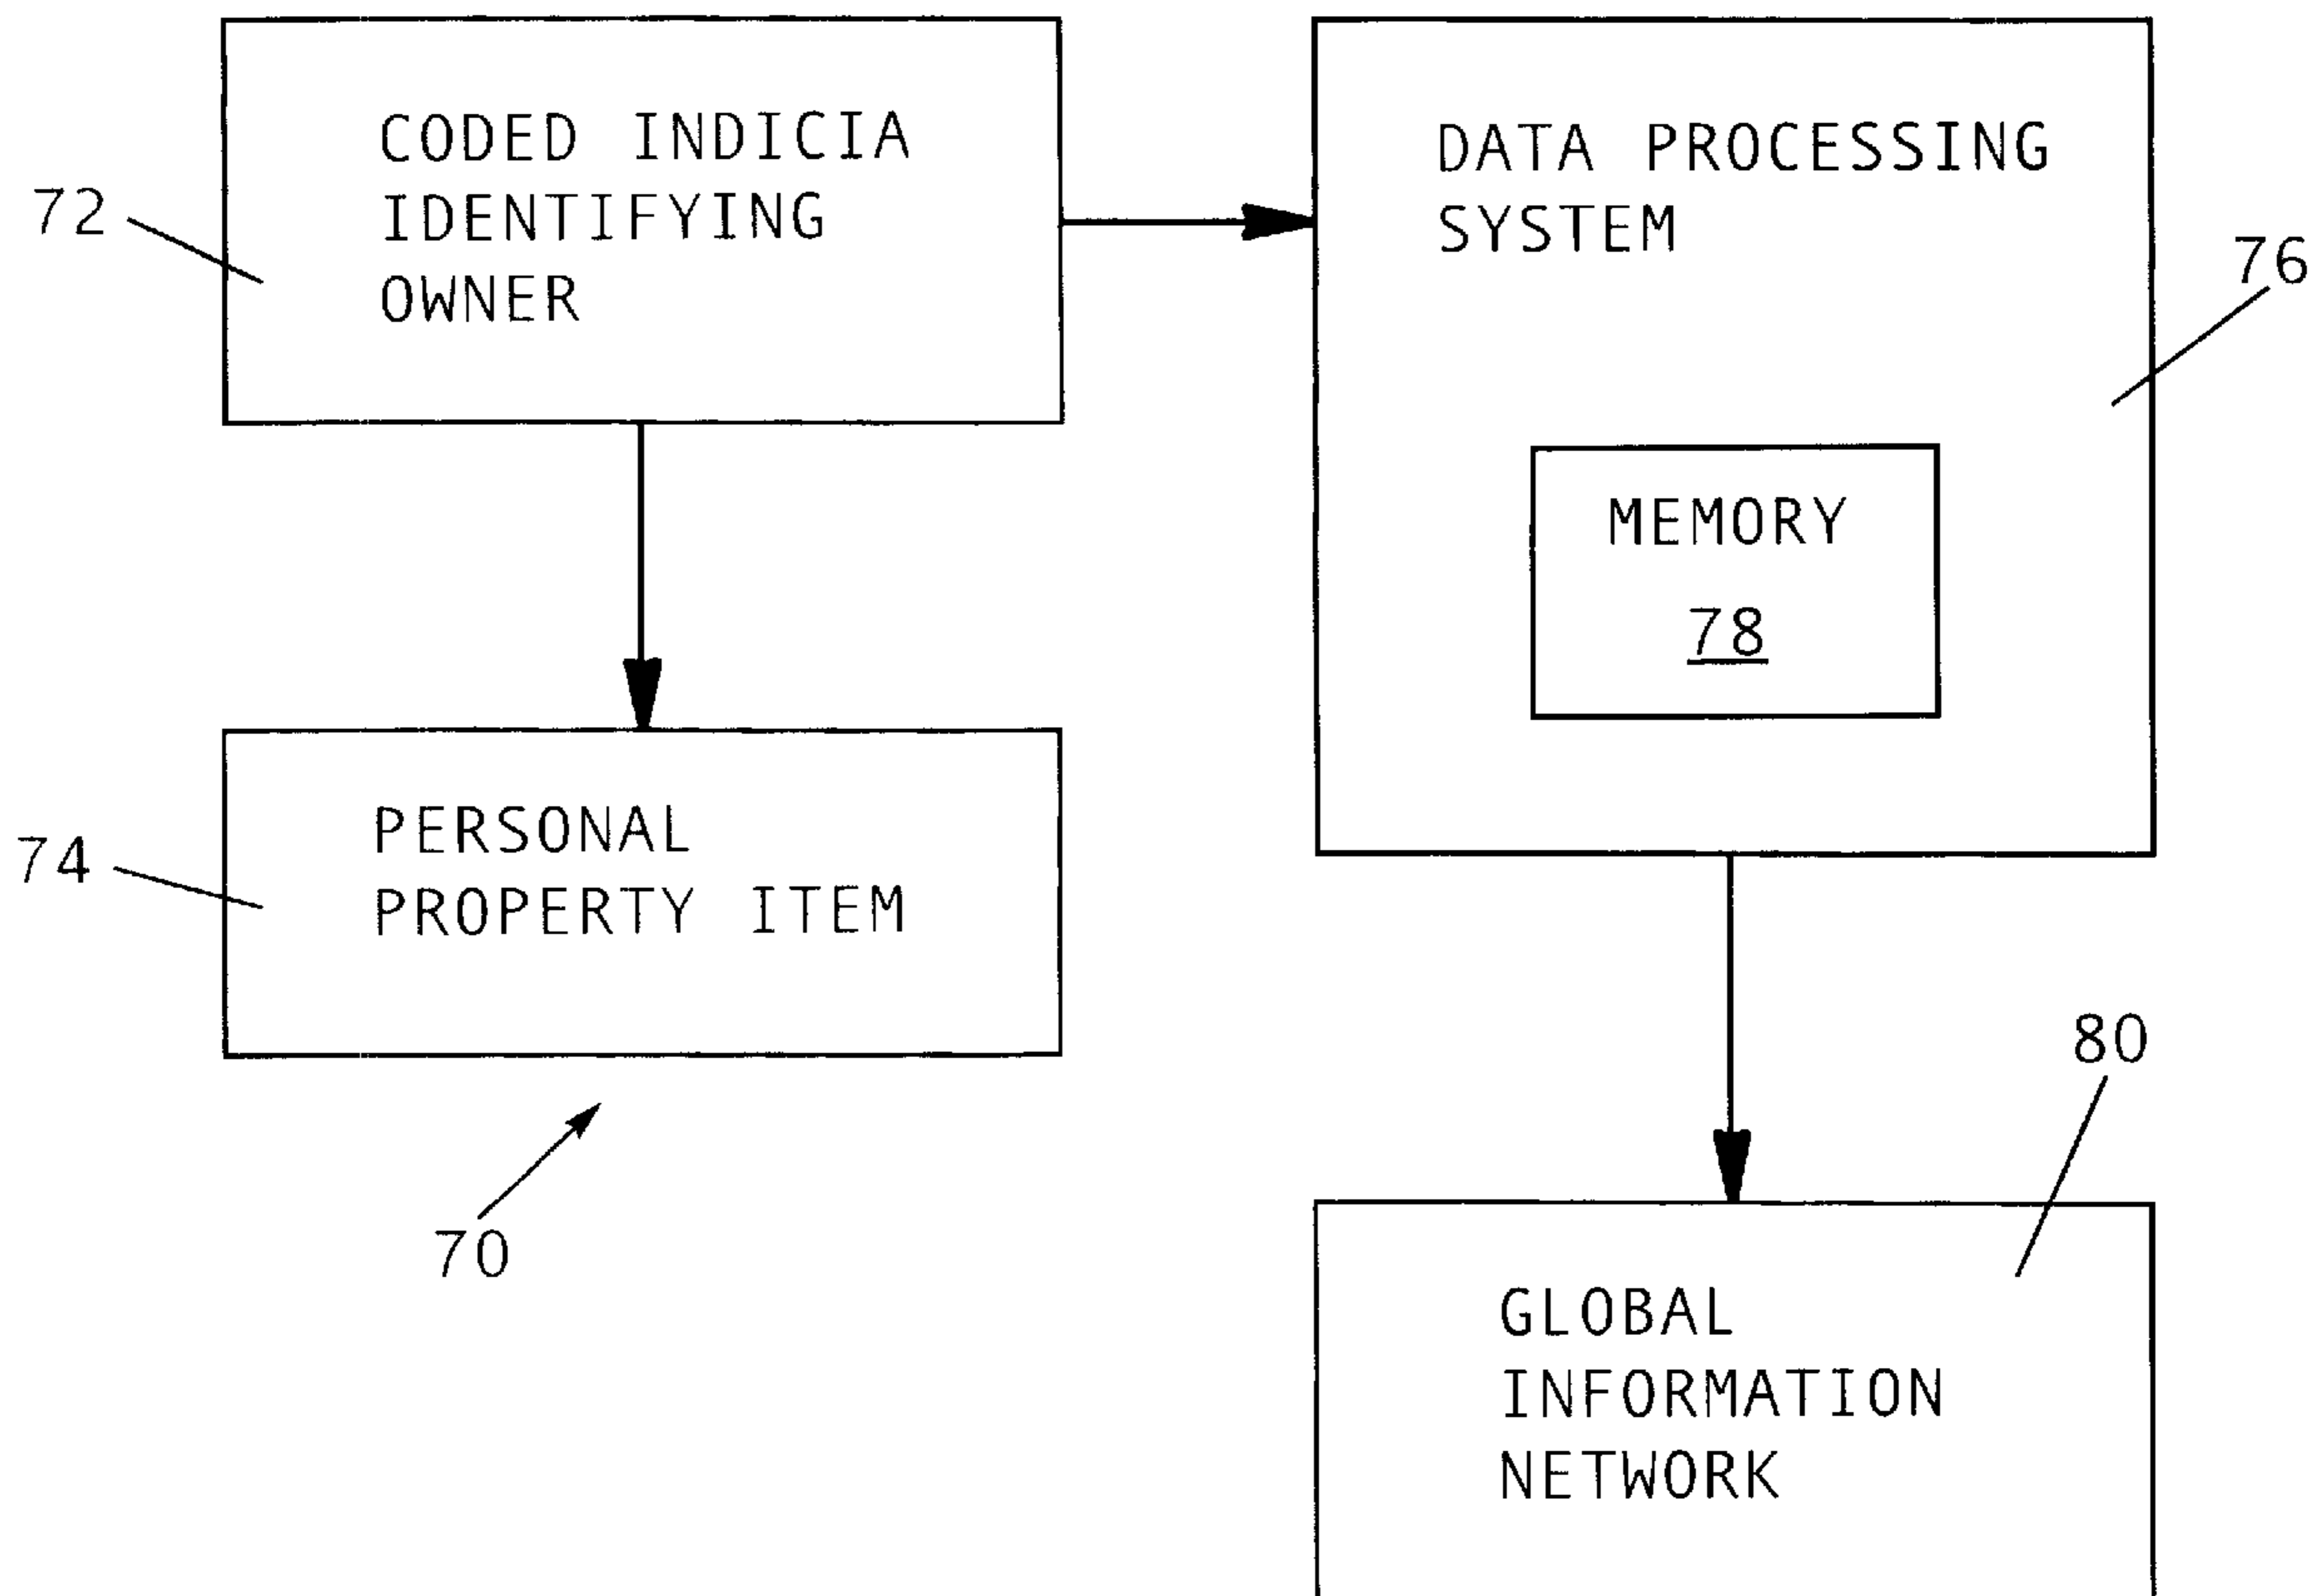 CODED INDICIA
IDENTIFYING
OWNER
72
DATA PROCESSING
SYSTEM
76
MEMORY
78
PERSONAL
PROPERTY ITEM
74
70
80
GLOBAL
INFORMATION
NETWORK